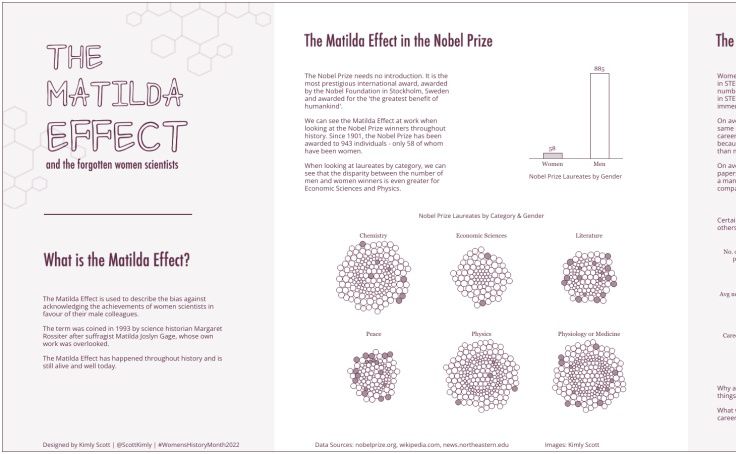 THE
MATILDA
EFFECT
and the forgotten women scientists
What is the Matilda Effect?
The Matilda Effect is used to describe the bias against
acknowledging the achievements of women scientists in
favour of their male colleagues.
The term was coined in 1993 by science historian Margaret
Rossiter after suffragist Matilda Joslyn Gage, whose own
work was overlooked.
The Matilda Effect has happened throughout history and is
still alive and well today.
Designed by Kimly Scott | @ScottKimly | #WomensHistoryMonth2022
The Matilda Effect in the Nobel Prize
The Nobel Prize needs no introduction. It is the
most prestigious international award, awarded
by the Nobel Foundation in Stockholm, Sweden
and awarded for the 'the greatest benefit of
humankind'.
We can see the Matilda Effect at work when
looking at the Nobel Prize winners throughout
history. Since 1901, the Nobel Prize has been
awarded to 943 individuals - only 58 of whom
have been women.
When looking at laureates by category, we can
see that the disparity between the number of
men and women winners is even greater for
Economic Sciences and Physics.
885
58
Women Men
Nobel Prize Laureates by Gender
Nobel Prize Laureates by Category & Gender
Chemistry Economic Sciences Literature
Peace Physics Physiology or Medicine
Data Sources: nobelprize.org, wikipedia.com, news.northeastern.edu Images: Kimly Scott
The
Wome
in STE
numb
in STE
imme
On av
same
career
becau
than m
On av
paper
a man
compa
Certai
others
No. o
p
Avg nu
Caree
Why a
things
What
career